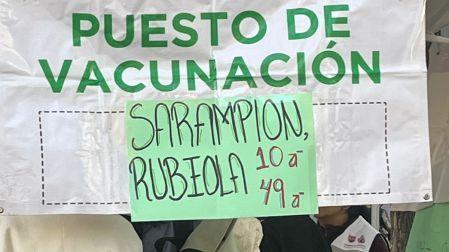 PUESTO DE
VACUNACIÓN
SARAMPION,
RUBIOLA 10 a-
49 a-